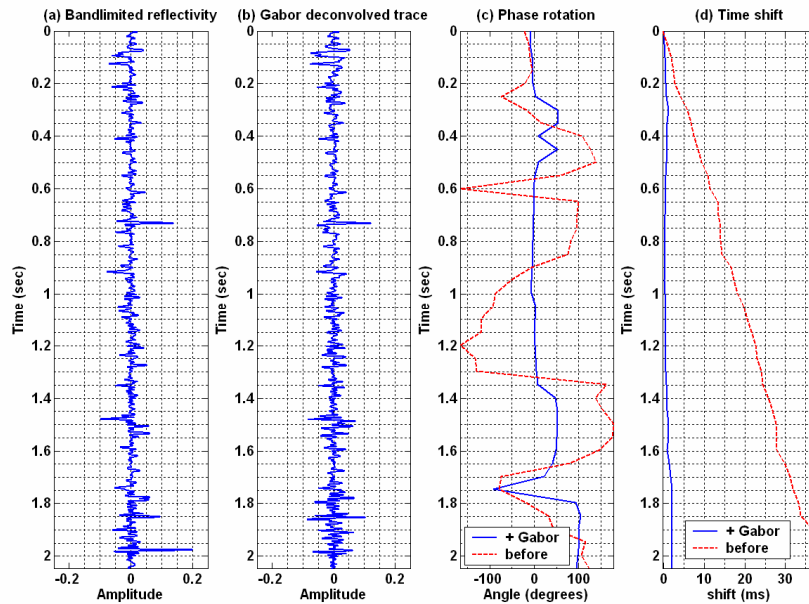 (a) Bandlimited reflectivity
0
0.2
0.4
0.6
0.8
1
1.2
1.4
1.6
1.8
2
Time (sec)
-0.2 0 0.2
Amplitude
(b) Gabor deconvolved trace
0
0.2
0.4
0.6
0.8
1
1.2
1.4
1.6
1.8
2
Time (sec)
-0.2 0 0.2
Amplitude
(c) Phase rotation
0
0.2
0.4
0.6
0.8
1
1.2
1.4
1.6
1.8
2
Time (sec)
+ Gabor
before
-100 0 100
Angle (degrees)
(d) Time shift
0
0.2
0.4
0.6
0.8
1
1.2
1.4
1.6
1.8
2
Time (sec)
+ Gabor
before
0 10 20 30
shift (ms)